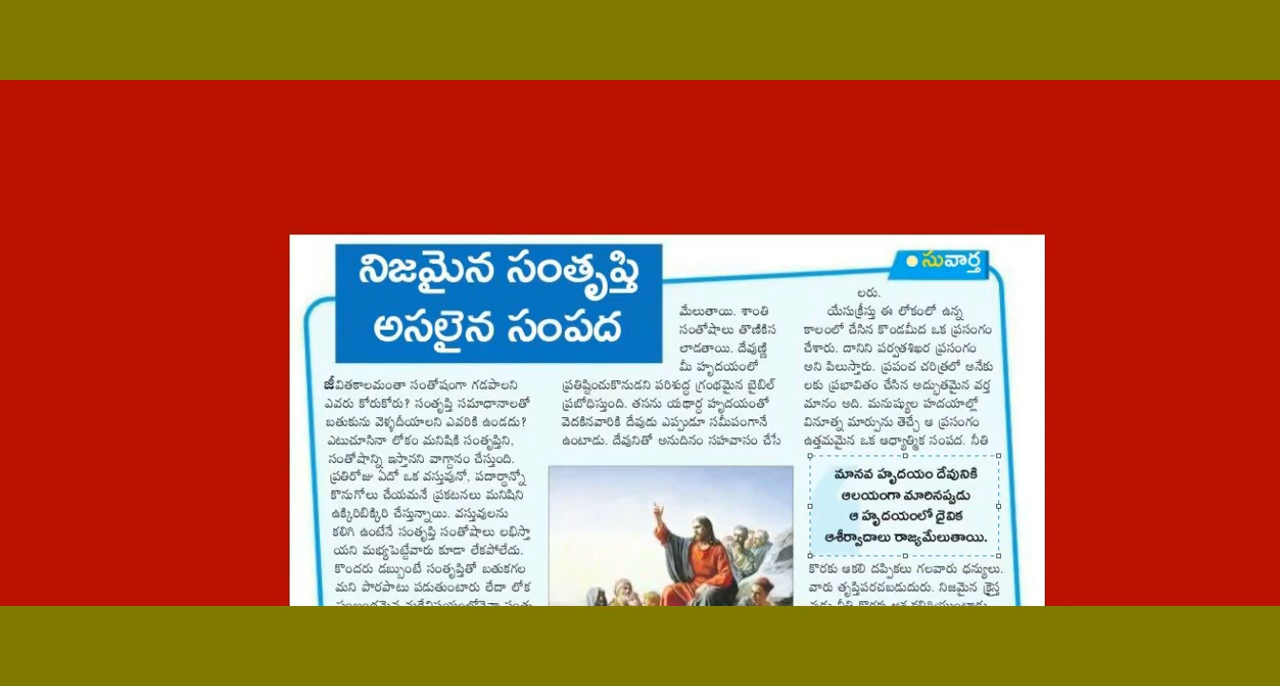 నిజమైన సంతృప్తి
అసలైన సంపద
సువార్త
జీవితకాలమంతా సంతోషంగా గడపాలని
ఎవరు కోరుకోరు? సంతృప్తి సమాధానాలతో
బతుకును వెళ్ళదీయాలని ఎవరికి ఉండదు?
ఎటుచూసినా లోకం మనిషికి సంతృప్తిని,
సంతోషాన్ని ఇస్తానని వాగ్దానం చేస్తుంది.
ప్రతిరోజు ఏదో ఒక వస్తువునో, పదార్థాన్నో
కొనుగోలు చేయమనే ప్రకటనలు మనిషిని
ఉక్కిరిబిక్కిరి చేస్తున్నాయి. వస్తువులను
కలిగి ఉంటేనే సంతృప్తి సంతోషాలు లభిస్తా
యని మభ్యపెట్టేవారు కూడా లేకపోలేదు.
కొందరు డబ్బుంటే సంతృప్తితో బతుకగల
మని పొరపాటు పడుతుంటారు లేదా లోక
మేలుతాయి. శాంతి
సంతోషాలు తొణికిస
లాడతాయి. దేవుణ్ణి
మీ హృదయంలో
ప్రతిష్టించుకొనుడని పరిశుద్ధ గ్రంథమైన బైబిల్
ప్రబోధిస్తుంది. తనను యథార్థ హృదయంతో
వెదకినవారికి దేవుడు ఎప్పుడూ సమీపంగానే
ఉంటాడు. దేవునితో అనుదినం సహవాసం చేసే
లరు.
యేసుక్రీస్తు ఈ లోకంలో ఉన్న
కాలంలో చేసిన కొండమీద ఒక ప్రసంగం
చేశారు. దానిని పర్వతశిఖర ప్రసంగం
అని పిలుస్తారు. ప్రపంచ చరిత్రలో అనేకు
లకు ప్రభావితం చేసిన అద్భుతమైన వర్త
మానం అది. మనుష్యుల హదయాల్లో
వినూత్న మార్పును తెచ్చే ఆ ప్రసంగం
ఉత్తమమైన ఒక ఆధ్యాత్మిక సంపద. నీతి
మానవ హృదయం దేవునికి
ఆలయంగా మారినప్పుడు
ఆ హృదయంలో దైవిక
ఆశీర్వాదాలు రాజ్యమేలుతాయి.
కొరకు ఆకలి దప్పికలు గలవారు ధన్యులు.
వారు తృప్తిపరచబడుదురు. నిజమైన క్రైస్త